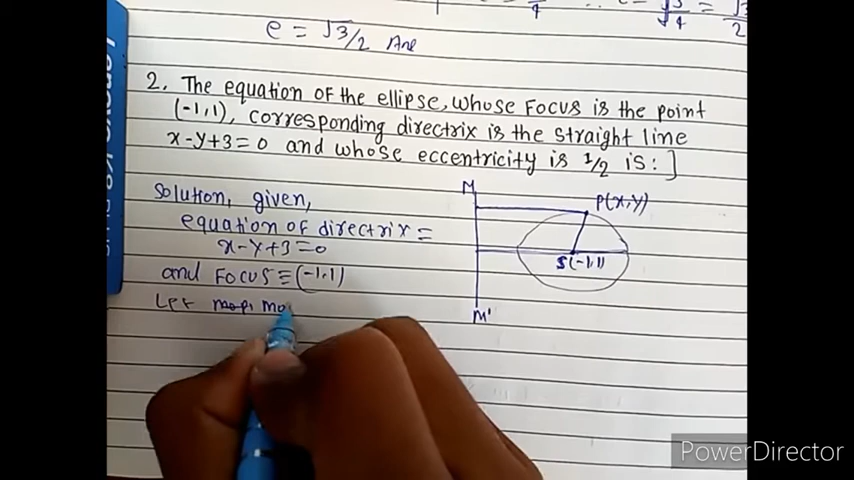 e = √3/2 Ans
2. The equation of the ellipse, whose focus is the point
(-1,1), corresponding directrix is the straight line
x-y+3=0 and whose eccentricity is 1/2 is: ]
Solution, given,
equation of directrix =
x-y+3=0
and Focus ≡ (-1,1)
Let
M
P(x,y)
S(-1,1)
M'
PowerDirector